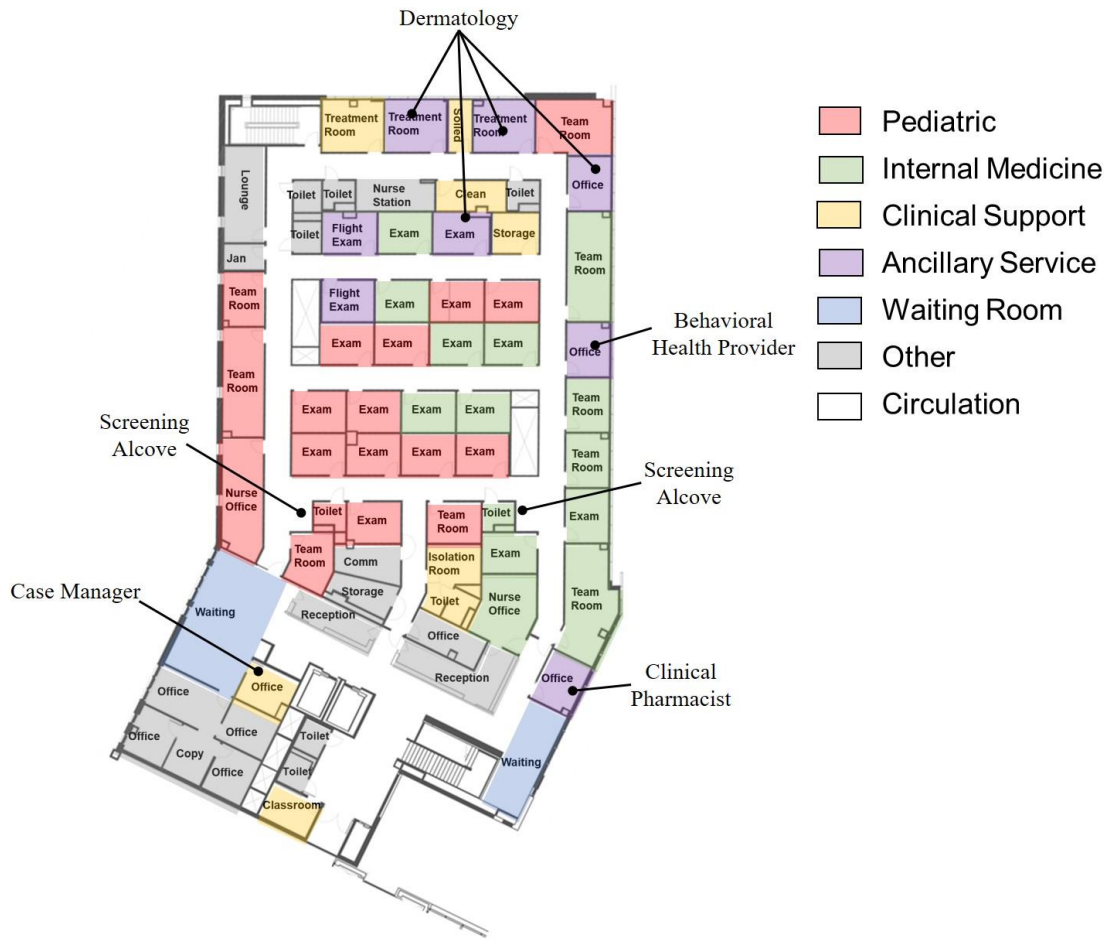 Dermatology
Treatment
Room
Treatment
Room
Soiled
Treatment
Room
Team
Room
Pediatric
Internal Medicine
Clinical Support
Ancillary Service
Waiting Room
Other
Circulation
Lounge
Jan
Toilet
Toilet
Nurse
Station
Clean
Toilet
Office
Toilet
Flight
Exam
Exam
Exam
Storage
Team
Room
Team
Room
Flight
Exam
Exam
Exam
Exam
Exam
Exam
Exam
Exam
Office
Behavioral
Health Provider
Team
Room
Exam
Exam
Exam
Exam
Team
Room
Exam
Exam
Exam
Exam
Team
Room
Screening
Alcove
Screening
Alcove
Nurse
Office
Toilet
Exam
Team
Room
Toilet
Exam
Team
Room
Comm
Storage
Isolation
Room
Toilet
Exam
Nurse
Office
Team
Room
Case Manager
Waiting
Reception
Office
Reception
Office
Clinical
Pharmacist
Office
Office
Office
Office
Copy
Office
Toilet
Toilet
Classroom
Waiting